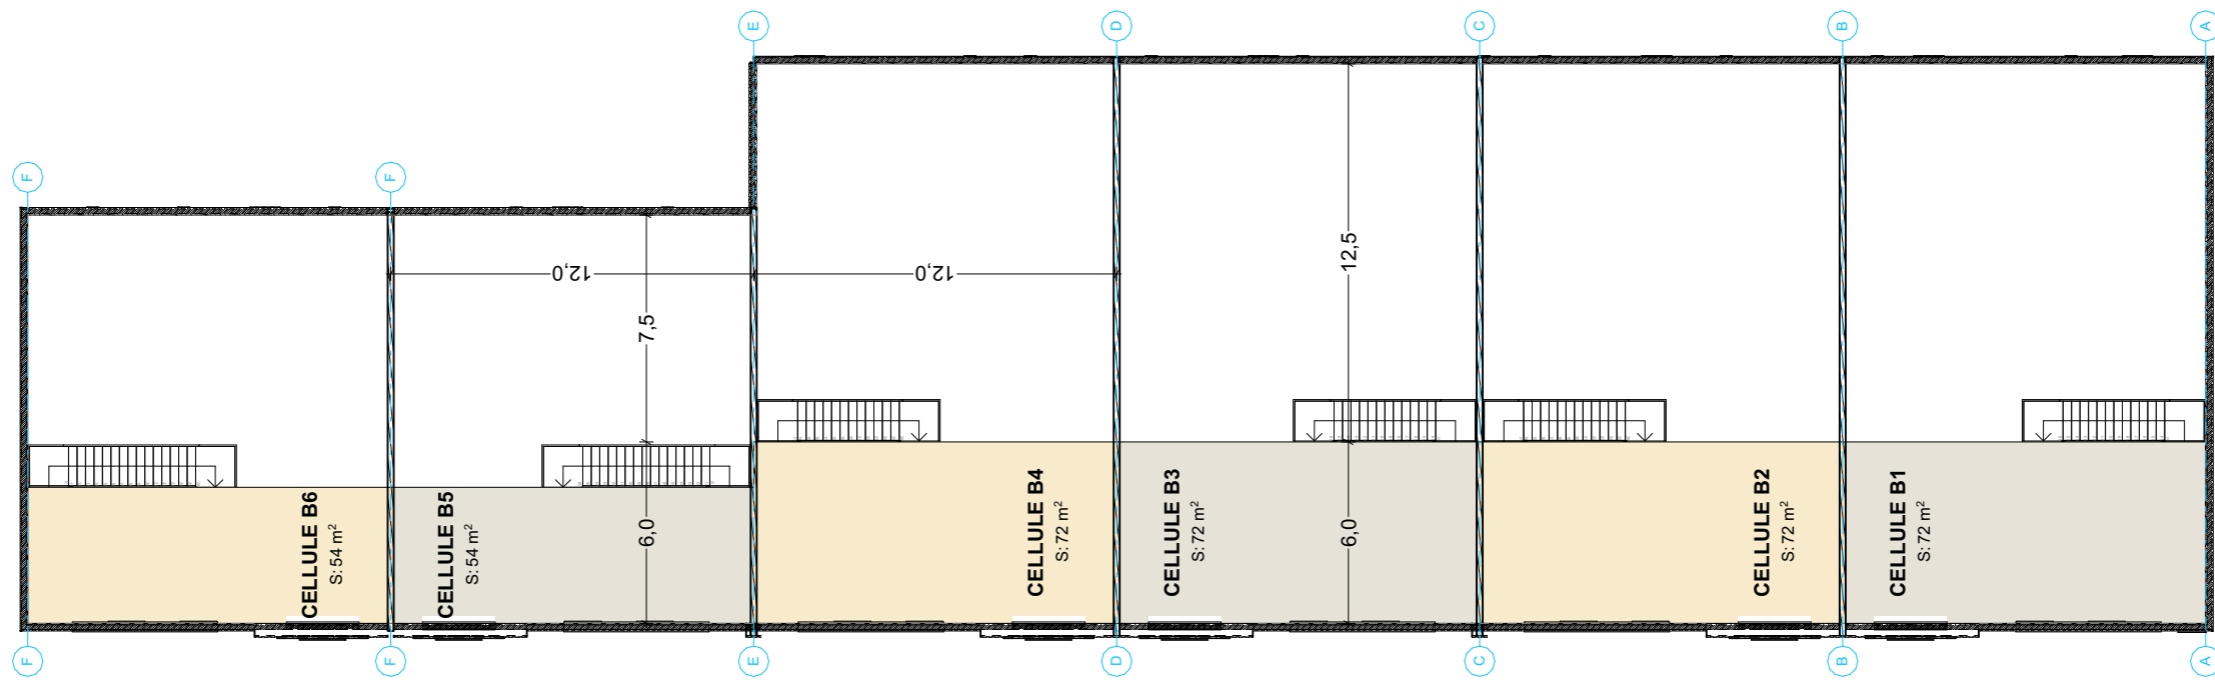 E
D
C
B
A
F
F
12,0
12,0
12,5
7,5
6,0
6,0
CELLULE B6
S: 54 m²
CELLULE B5
S: 54 m²
CELLULE B4
S: 72 m²
CELLULE B3
S: 72 m²
CELLULE B2
S: 72 m²
CELLULE B1
S: 72 m²
F
F
E
D
C
B
A